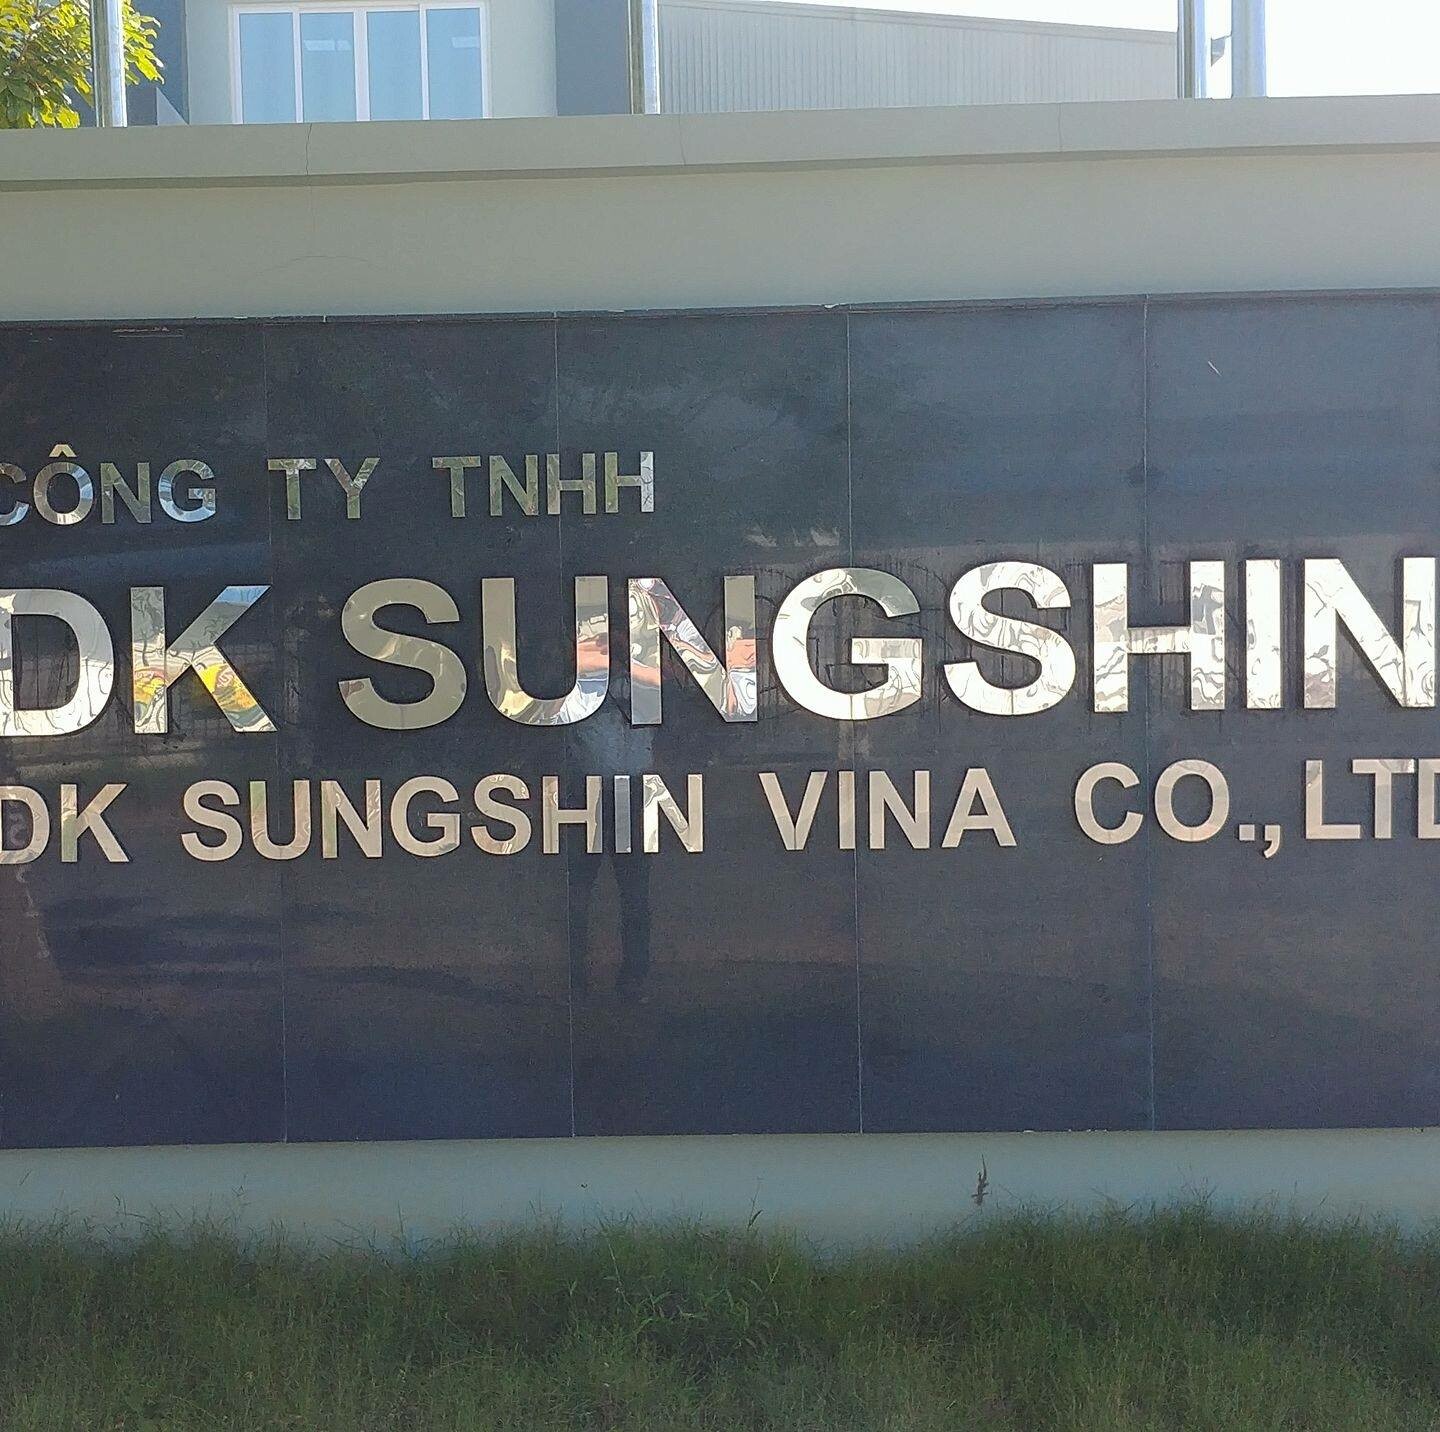 CÔNG TY TNHH
DK SUNGSHIN
DK SUNGSHIN VINA CO., LTD